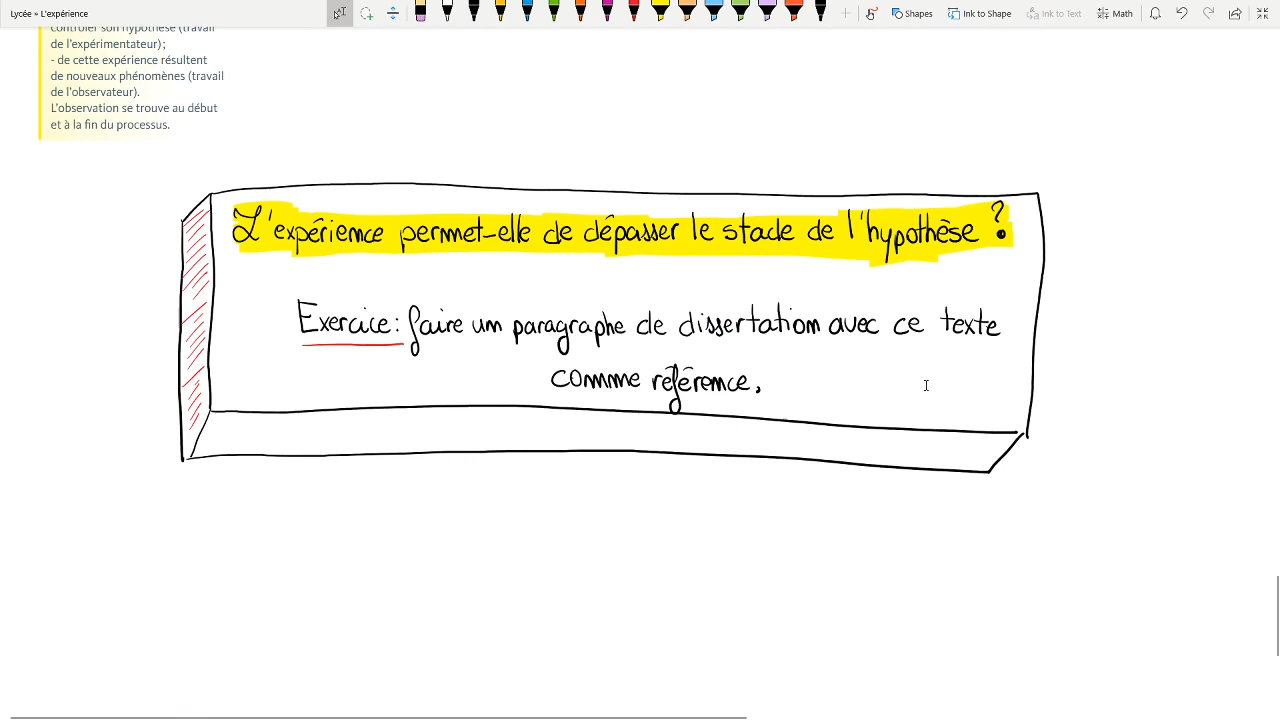 Lycée » L'expérience
Shapes
Ink to Shape
Ink to Text
Math
contrôler son hypothèse (travail
de l'expérimentateur) ;
- de cette expérience résultent
de nouveaux phénomènes (travail
de l'observateur).
L'observation se trouve au début
et à la fin du processus.
L'expérience permet-elle de dépasser le stade de l'hypothèse ?
Exercice : faire un paragraphe de dissertation avec ce texte
comme référence.